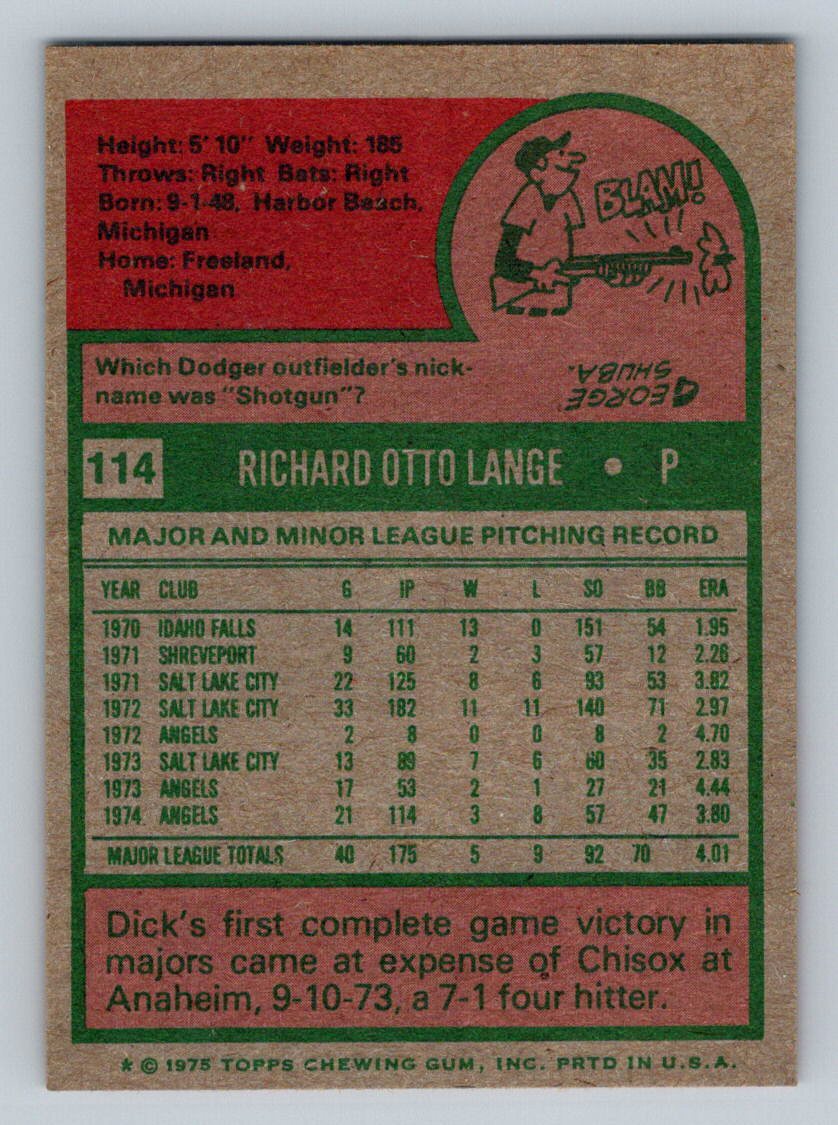 Height: 5' 10" Weight: 185
Throws: Right Bats: Right
Born: 9-1-48, Harbor Beach,
Michigan
Home: Freeland,
Michigan
BLAM!
Which Dodger outfielder's nick-
name was "Shotgun"?
GEORGE
SHUBA.
114 RICHARD OTTO LANGE • P
MAJOR AND MINOR LEAGUE PITCHING RECORD
YEAR CLUB G IP W L SO BB ERA
1970 IDAHO FALLS 14 111 13 0 151 54 1.95
1971 SHREVEPORT 9 60 2 3 57 12 2.26
1971 SALT LAKE CITY 22 125 8 6 93 53 3.82
1972 SALT LAKE CITY 33 182 11 11 140 71 2.97
1972 ANGELS 2 8 0 0 8 2 4.70
1973 SALT LAKE CITY 13 89 7 6 60 35 2.83
1973 ANGELS 17 53 2 1 27 21 4.44
1974 ANGELS 21 114 3 8 57 47 3.80
MAJOR LEAGUE TOTALS 40 175 5 9 92 70 4.01
Dick's first complete game victory in
majors came at expense of Chisox at
Anaheim, 9-10-73, a 7-1 four hitter.
* © 1975 TOPPS CHEWING GUM, INC. PRTD IN U.S.A.